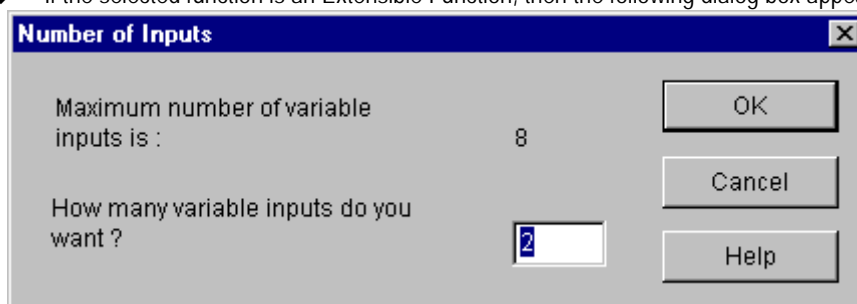 If the selected function is an Extensible Function, then the following dialog box appe
Number of Inputs
Maximum number of variable
inputs is : 8
How many variable inputs do you
want ? 2
OK
Cancel
Help